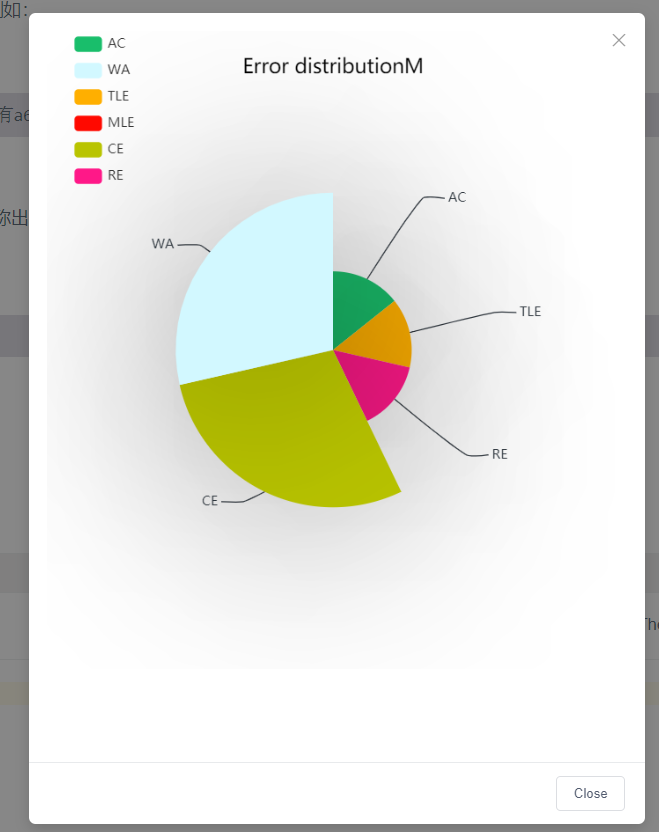 AC
WA
TLE
MLE
CE
RE
Error distributionM
AC
WA
TLE
RE
CE
Close
如:
有a
你出
The